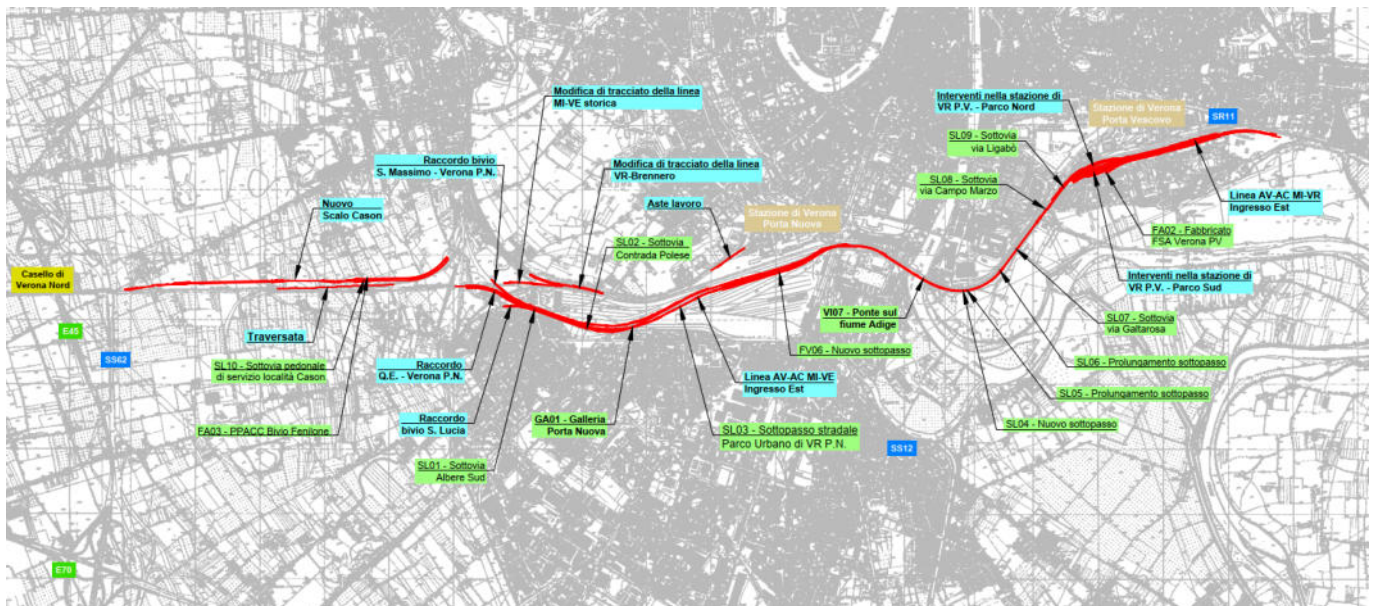 Modifica di tracciato della linea
MI-VE storica
Interventi nella stazione di
VR P.V. - Parco Nord
Stazione di Verona
Porta Vescovo
SR11
SL09 - Sottovia
via Ligabò
Raccordo bivio
S. Massimo - Verona P.N.
Modifica di tracciato della linea
VR-Brennero
SL08 - Sottovia
via Campo Marzo
Nuovo
Scalo Cason
Aste lavoro
Stazione di Verona
Porta Nuova
Linea AV-AC MI-VR
Ingresso Est
SL02 - Sottovia
Contrada Polese
FA02 - Fabbricato
FSA Verona PV
Casello di
Verona Nord
Interventi nella stazione di
VR P.V. - Parco Sud
VI07 - Ponte sul
fiume Adige
SL07 - Sottovia
via Galtarosa
E45
Traversata
SS62
FV06 - Nuovo sottopasso
SL10 - Sottovia pedonale
di servizio località Cason
Raccordo
Q.E. - Verona P.N.
SL06 - Prolungamento sottopasso
Linea AV-AC MI-VE
Ingresso Est
SL05 - Prolungamento sottopasso
Raccordo
bivio S. Lucia
GA01 - Galleria
Porta Nuova
SL04 - Nuovo sottopasso
FA03 - PPACC Bivio Fenilone
SL03 - Sottopasso stradale
Parco Urbano di VR P.N.
SS12
SL01 - Sottovia
Albere Sud
E70